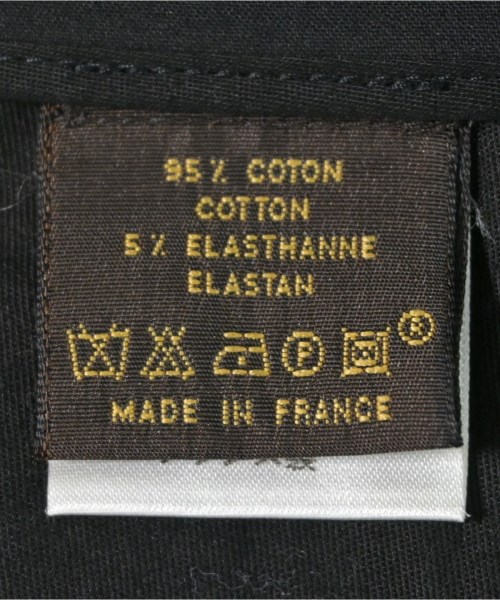 95 % COTON
COTTON
5 % ELASTHANNE
ELASTAN
P ®
MADE IN FRANCE